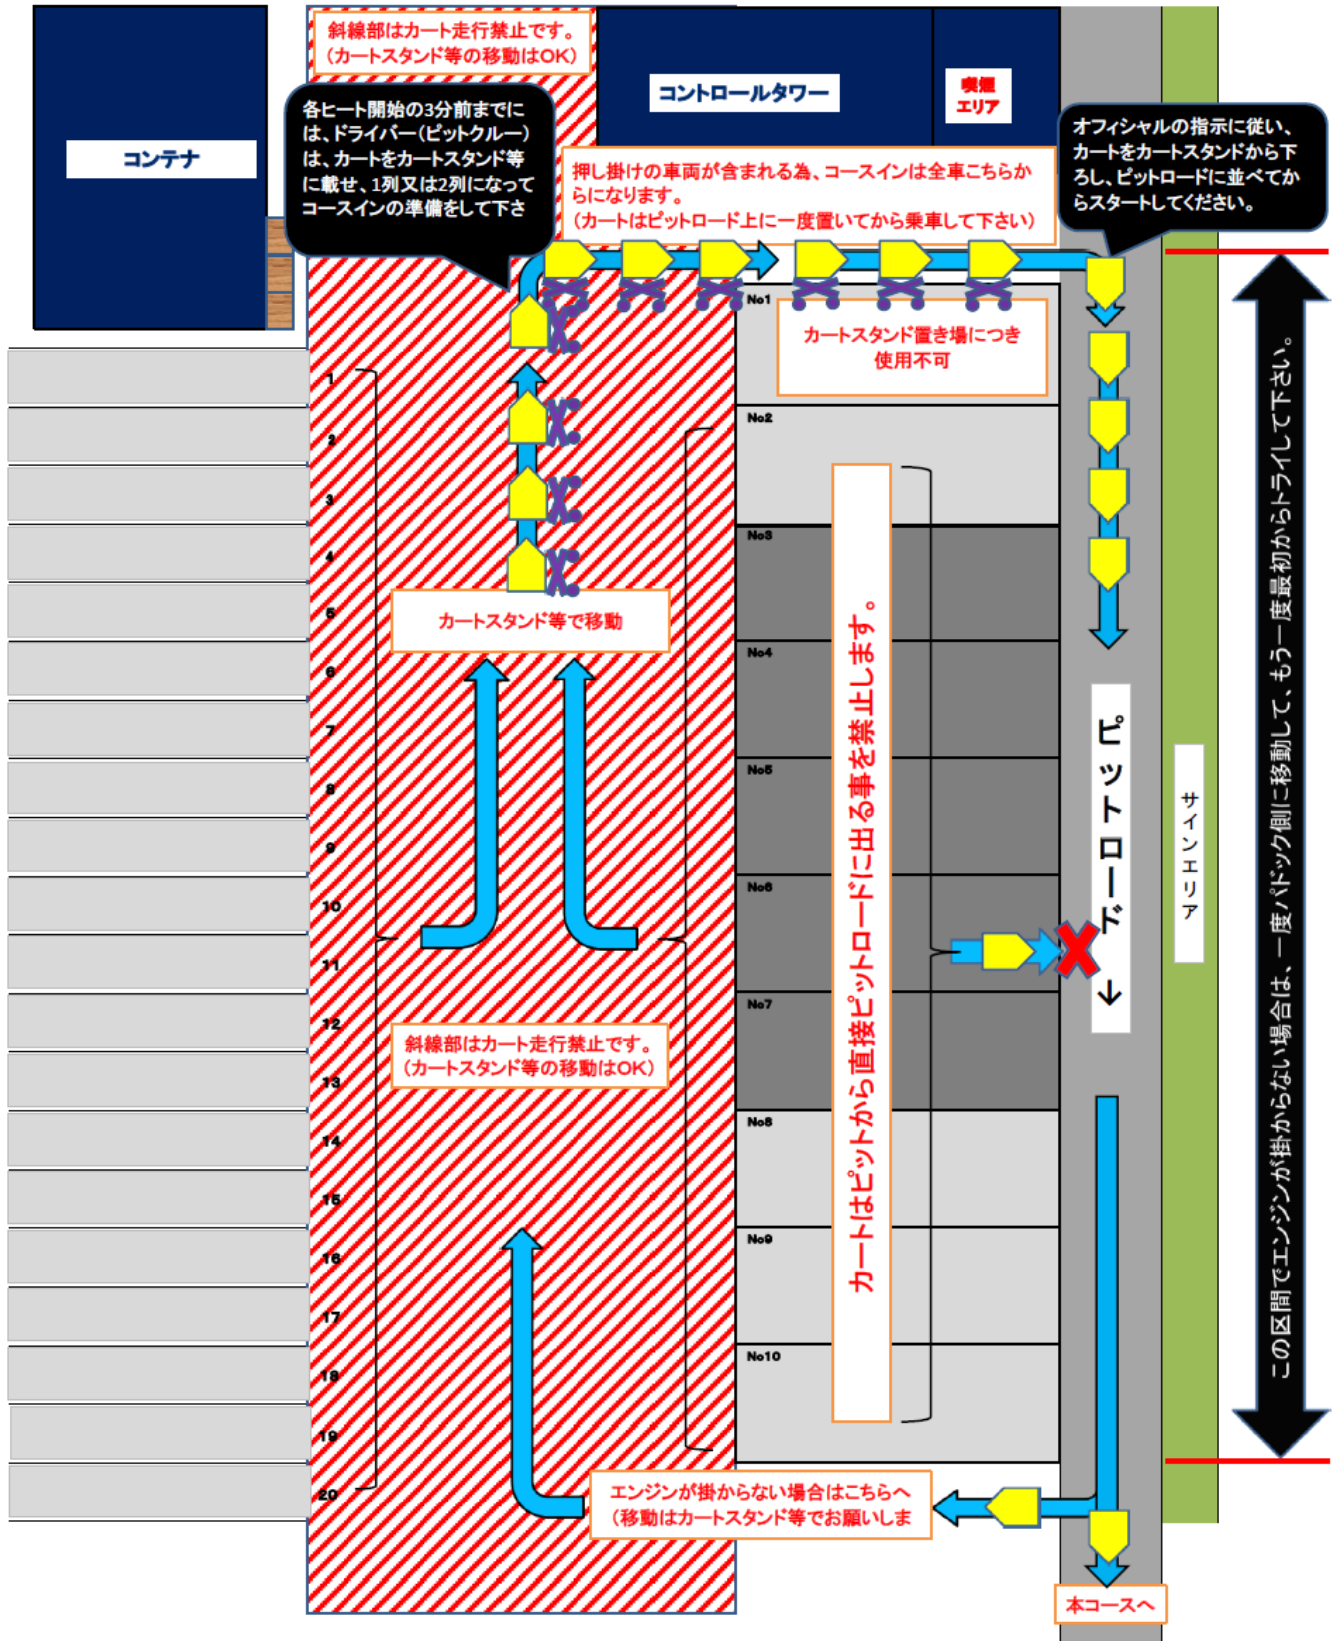 斜線部はカート走行禁止です。
(カートスタンド等の移動はOK)
コンテナ
コントロールタワー
喫煙
エリア
各ヒート開始の3分前までに
は、ドライバー(ピットクルー)
は、カートをカートスタンド等
に載せ、1列又は2列になって
コースインの準備をして下さ
押し掛けの車両が含まれる為、コースインは全車こちらか
らになります。
(カートはピットロード上に一度置いてから乗車して下さい)
オフィシャルの指示に従い、
カートをカートスタンドから下
ろし、ピットロードに並べてか
らスタートしてください。
No1
カートスタンド置き場につき
使用不可
No2
No3
No4
No5
No6
No7
No8
No9
No10
1
2
3
4
5
6
7
8
9
10
11
12
13
14
15
16
17
18
19
20
カートスタンド等で移動
斜線部はカート走行禁止です。
(カートスタンド等の移動はOK)
カートはピットから直接ピットロードに出る事を禁止します。
ピットロード ↓
サインエリア
この区間でエンジンが掛からない場合は、一度パドック側に移動して、もう一度最初からトライして下さい。
エンジンが掛からない場合はこちらへ
(移動はカートスタンド等でお願いしま
本コースへ